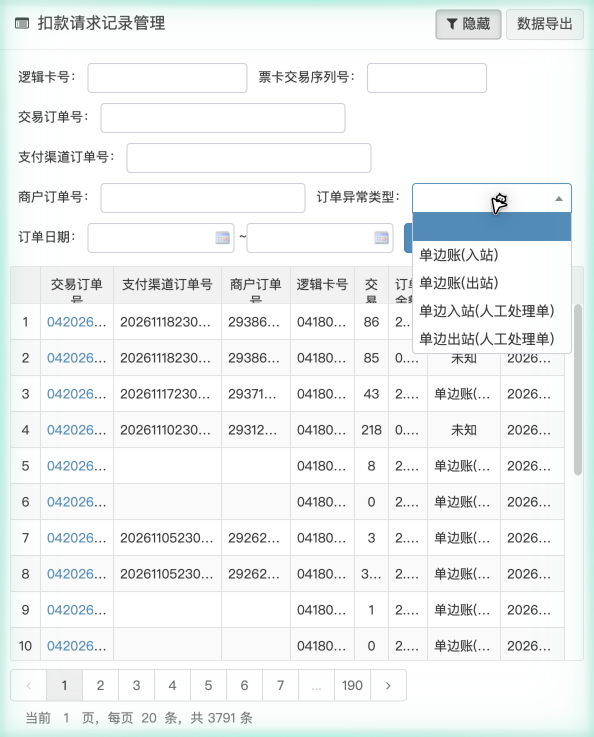 扣款请求记录管理 隐藏 数据导出
逻辑卡号： 票卡交易序列号：
交易订单号：
支付渠道订单号：
商户订单号： 订单异常类型：
订单日期： ~
单边账(入站)
单边账(出站)
单边入站(人工处理单)
单边出站(人工处理单)
交易订单号 支付渠道订单号 商户订单号 逻辑卡号 交易
1 042026... 20261118230... 29386... 04180... 86 2....
2 042026... 20261118230... 29386... 04180... 85 0.... 未知 2026...
3 042026... 20261117230... 29371... 04180... 43 2.... 单边账(... 2026...
4 042026... 20261110230... 29312... 04180... 218 0.... 未知 2026...
5 042026... 04180... 8 2.... 单边账(... 2026...
6 042026... 04180... 0 2.... 单边账(... 2026...
7 042026... 20261105230... 29262... 04180... 3 2.... 单边账(... 2026...
8 042026... 20261105230... 29262... 04180... 3... 2.... 单边账(... 2026...
9 042026... 04180... 1 2.... 单边账(... 2026...
10 042026... 04180... 0 2.... 单边账(... 2026...
‹ 1 2 3 4 5 6 7 ... 190 ›
当前 1 页，每页 20 条，共 3791 条